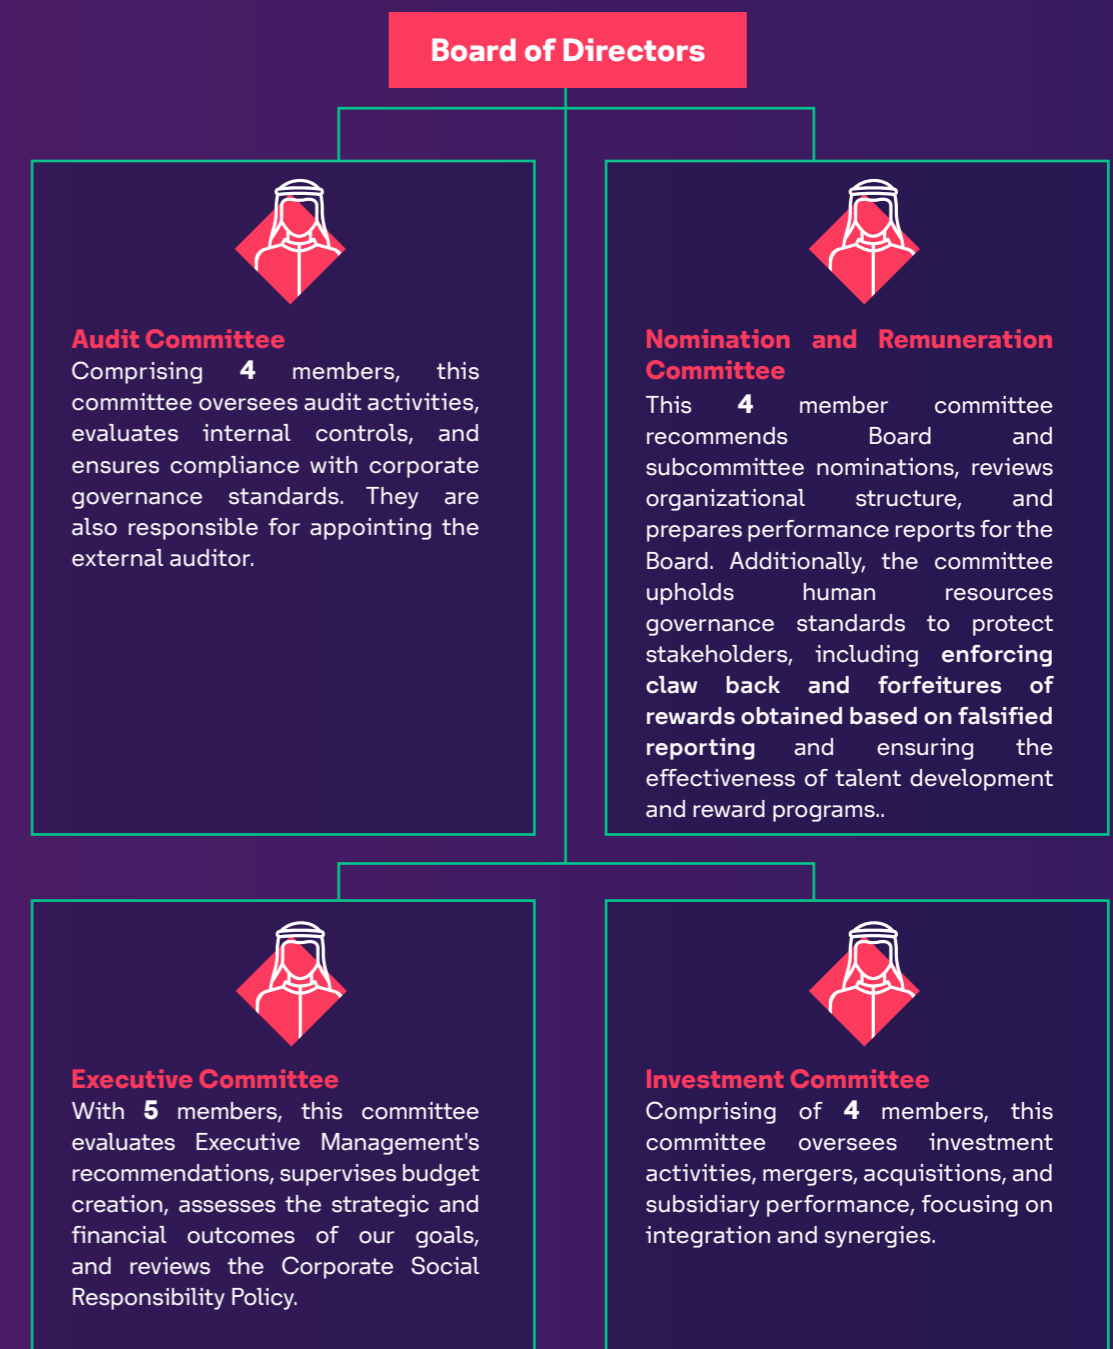 Board of Directors
Audit Committee
Comprising 4 members, this
committee oversees audit activities,
evaluates internal controls, and
ensures compliance with corporate
governance standards. They are
also responsible for appointing the
external auditor.
Nomination and Remuneration
Committee
This 4 member committee
recommends Board and
subcommittee nominations, reviews
organizational structure, and
prepares performance reports for the
Board. Additionally, the committee
upholds human resources
governance standards to protect
stakeholders, including enforcing
claw back and forfeitures of
rewards obtained based on falsified
reporting and ensuring the
effectiveness of talent development
and reward programs..
Executive Committee
With 5 members, this committee
evaluates Executive Management's
recommendations, supervises budget
creation, assesses the strategic and
financial outcomes of our goals,
and reviews the Corporate Social
Responsibility Policy.
Investment Committee
Comprising of 4 members, this
committee oversees investment
activities, mergers, acquisitions, and
subsidiary performance, focusing on
integration and synergies.